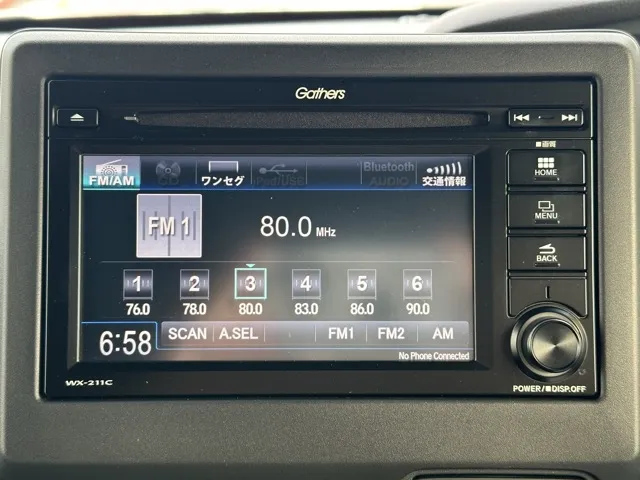 Gathers
画質
FM/AM
CD
ワンセグ
iPod/USB
Bluetooth
AUDIO
交通情報
HOME
FM 1
80.0 MHz
MENU
BACK
1 2 3 4 5 6
76.0 78.0 80.0 83.0 86.0 90.0
6:58 SCAN A.SEL FM1 FM2 AM
No Phone Connected
WX-211C
POWER/DISP.OFF